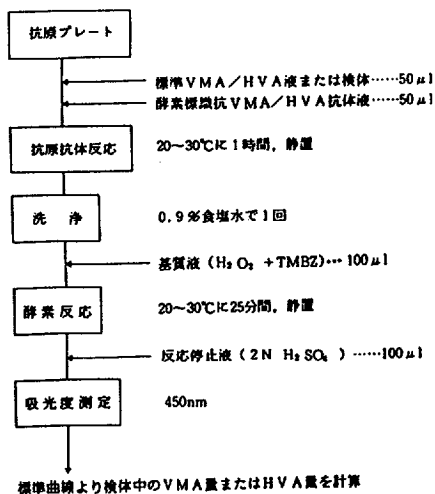 抗原プレート
標準VMA/HVA液または検体……50μl
酵素標識抗VMA/HVA抗体液……50μl
抗原抗体反応 20~30℃に1時間,静置
洗 浄 0.9%食塩水で1回
基質液(H₂O₂+TMBZ)…100μl
酵素反応 20~30℃に25分間,静置
反応停止液(2N H₂SO₄ )……100μl
吸光度測定 450nm
標準曲線より検体中のVMA量またはHVA量を計算